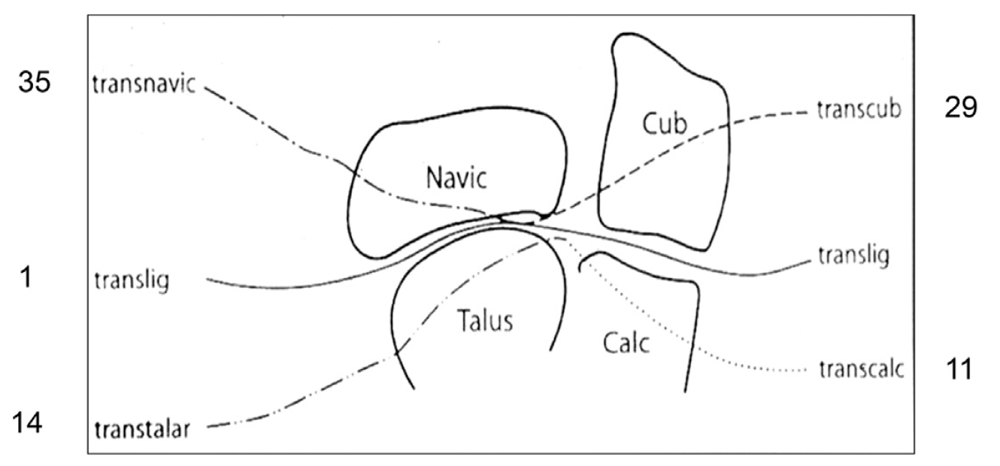 35
transnavic
Cub
transcub
29
Navic
1
translig
translig
Talus
Calc
transcalc
11
14
transtalar